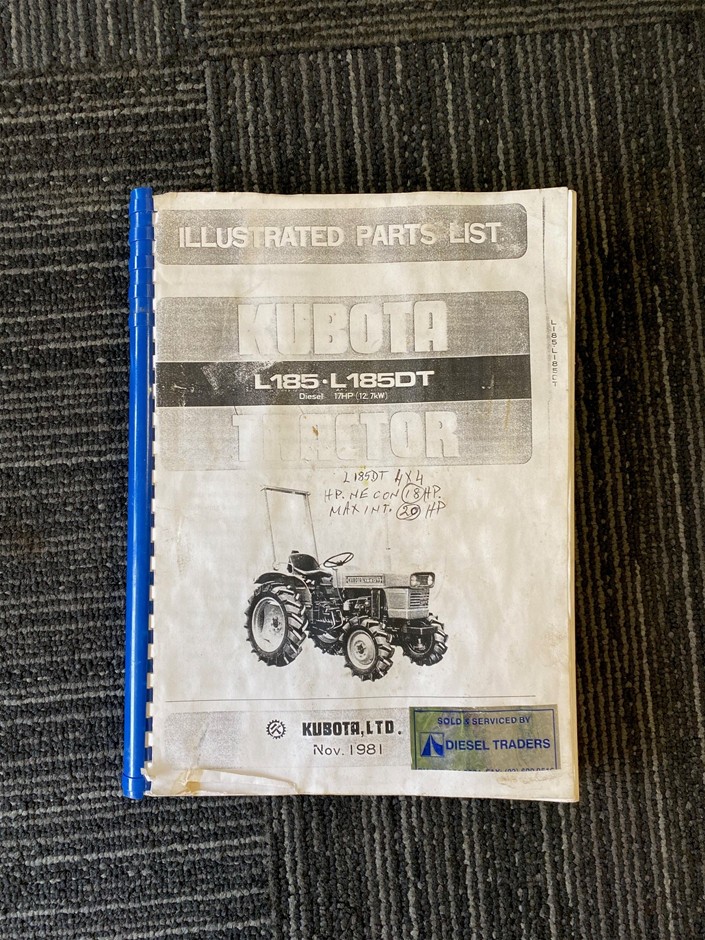 ILLUSTRATED PARTS LIST
KUBOTA
L185·L185DT
Diesel 17HP (12.7kW)
TRACTOR
L185DT 4X4
HP. NE CON 18 HP.
MAX INT. 20 HP
KUBOTA, LTD.
Nov. 1981
SOLD & SERVICED BY
DIESEL TRADERS
L185·L185DT